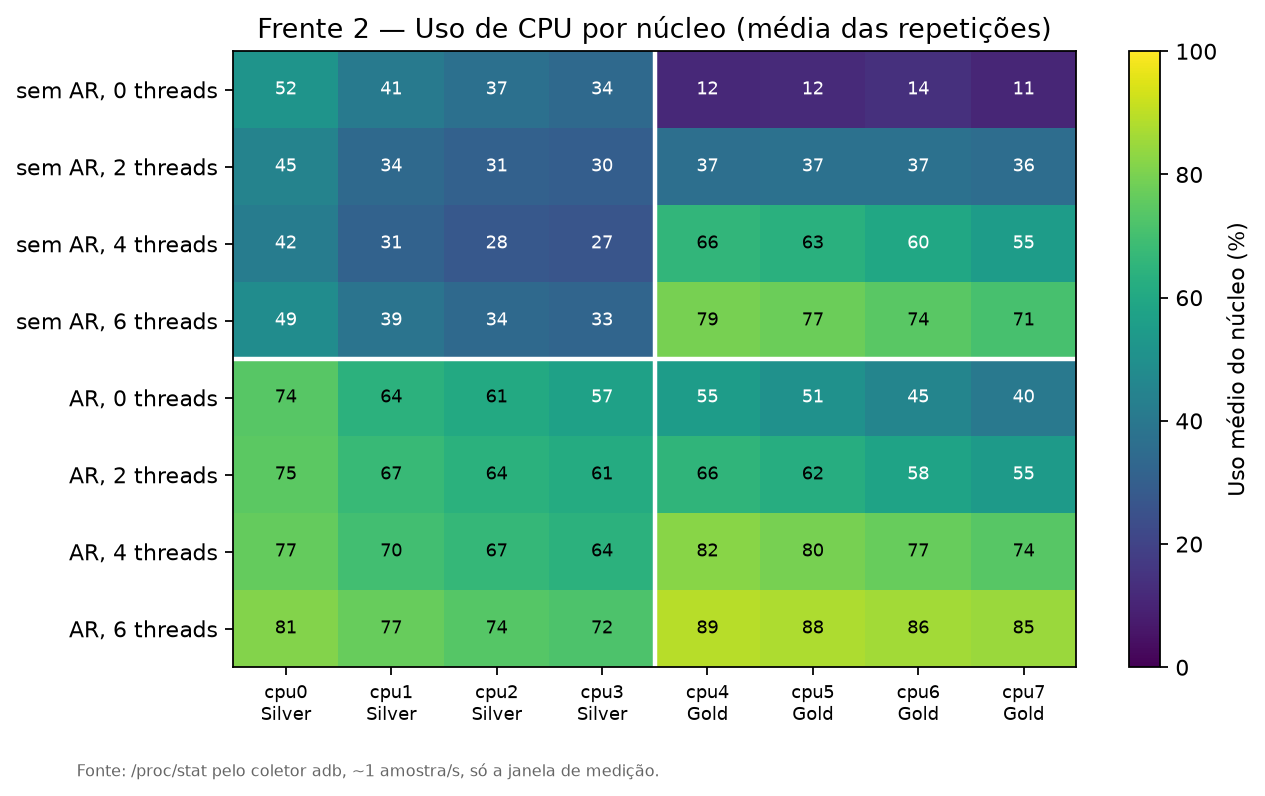 Frente 2 — Uso de CPU por núcleo (média das repetições)
sem AR, 0 threads 52 41 37 34 12 12 14 11
sem AR, 2 threads 45 34 31 30 37 37 37 36
sem AR, 4 threads 42 31 28 27 66 63 60 55
sem AR, 6 threads 49 39 34 33 79 77 74 71
AR, 0 threads 74 64 61 57 55 51 45 40
AR, 2 threads 75 67 64 61 66 62 58 55
AR, 4 threads 77 70 67 64 82 80 77 74
AR, 6 threads 81 77 74 72 89 88 86 85
cpu0 cpu1 cpu2 cpu3 cpu4 cpu5 cpu6 cpu7
Silver Silver Silver Silver Gold Gold Gold Gold
100
80
60
40
20
0
Uso médio do núcleo (%)
Fonte: /proc/stat pelo coletor adb, ~1 amostra/s, só a janela de medição.